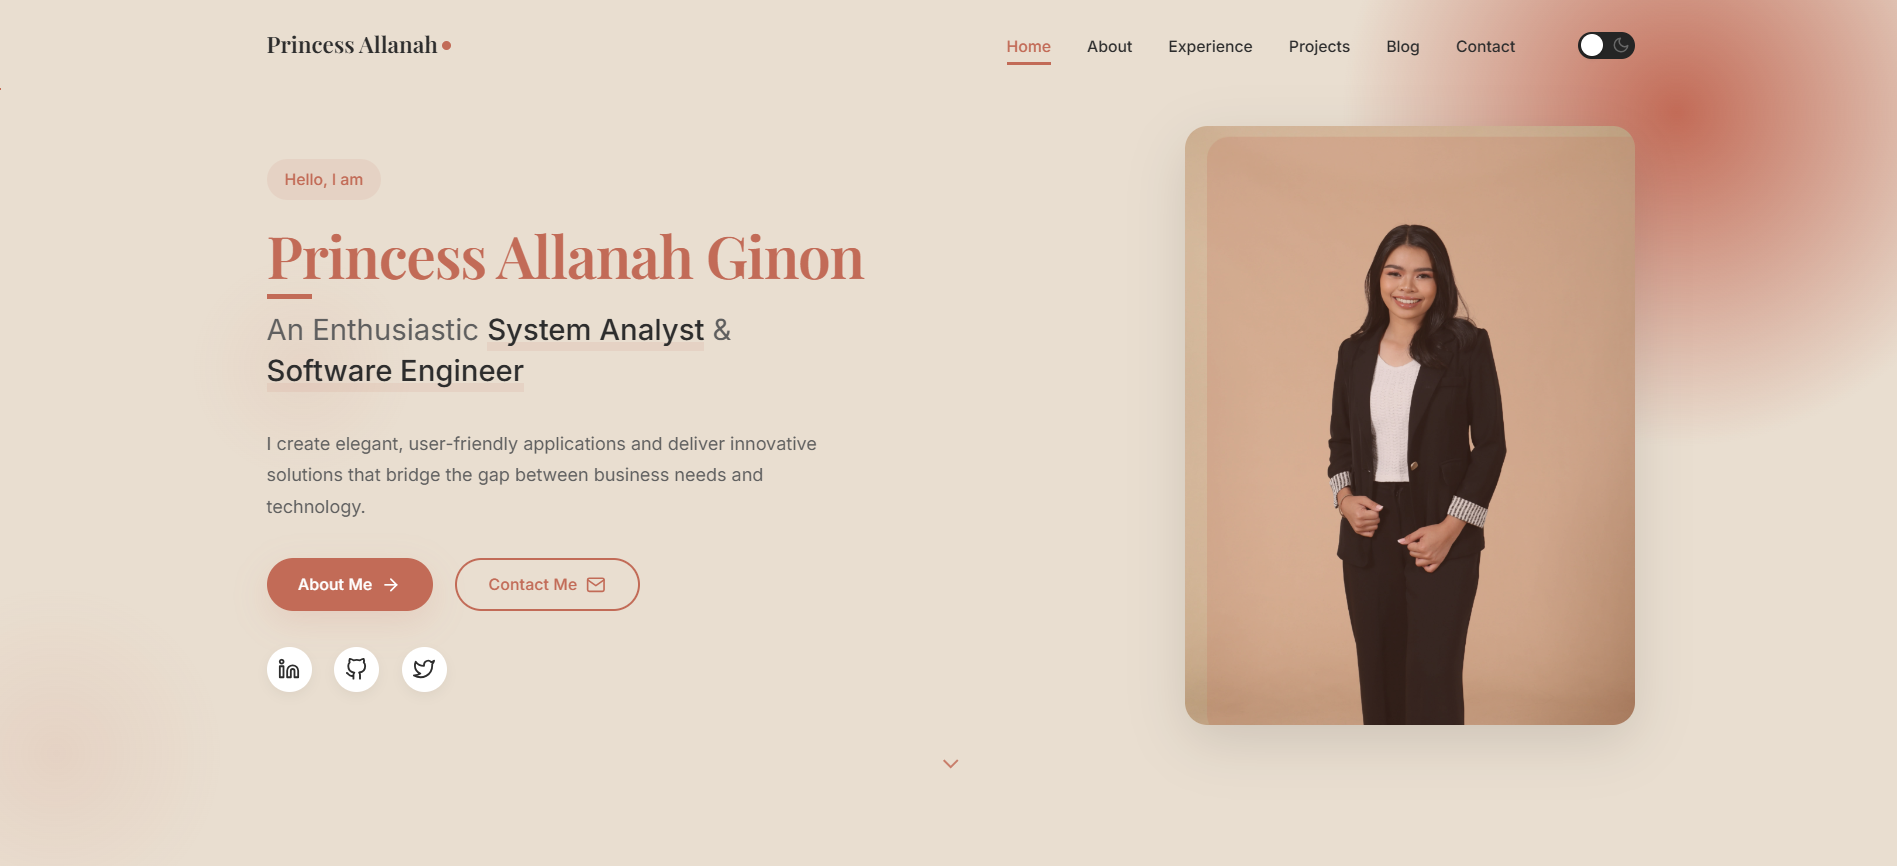 Princess Allanah
Home About Experience Projects Blog Contact
Hello, I am
Princess Allanah Ginon
An Enthusiastic System Analyst &
Software Engineer
I create elegant, user-friendly applications and deliver innovative
solutions that bridge the gap between business needs and
technology.
About Me
Contact Me